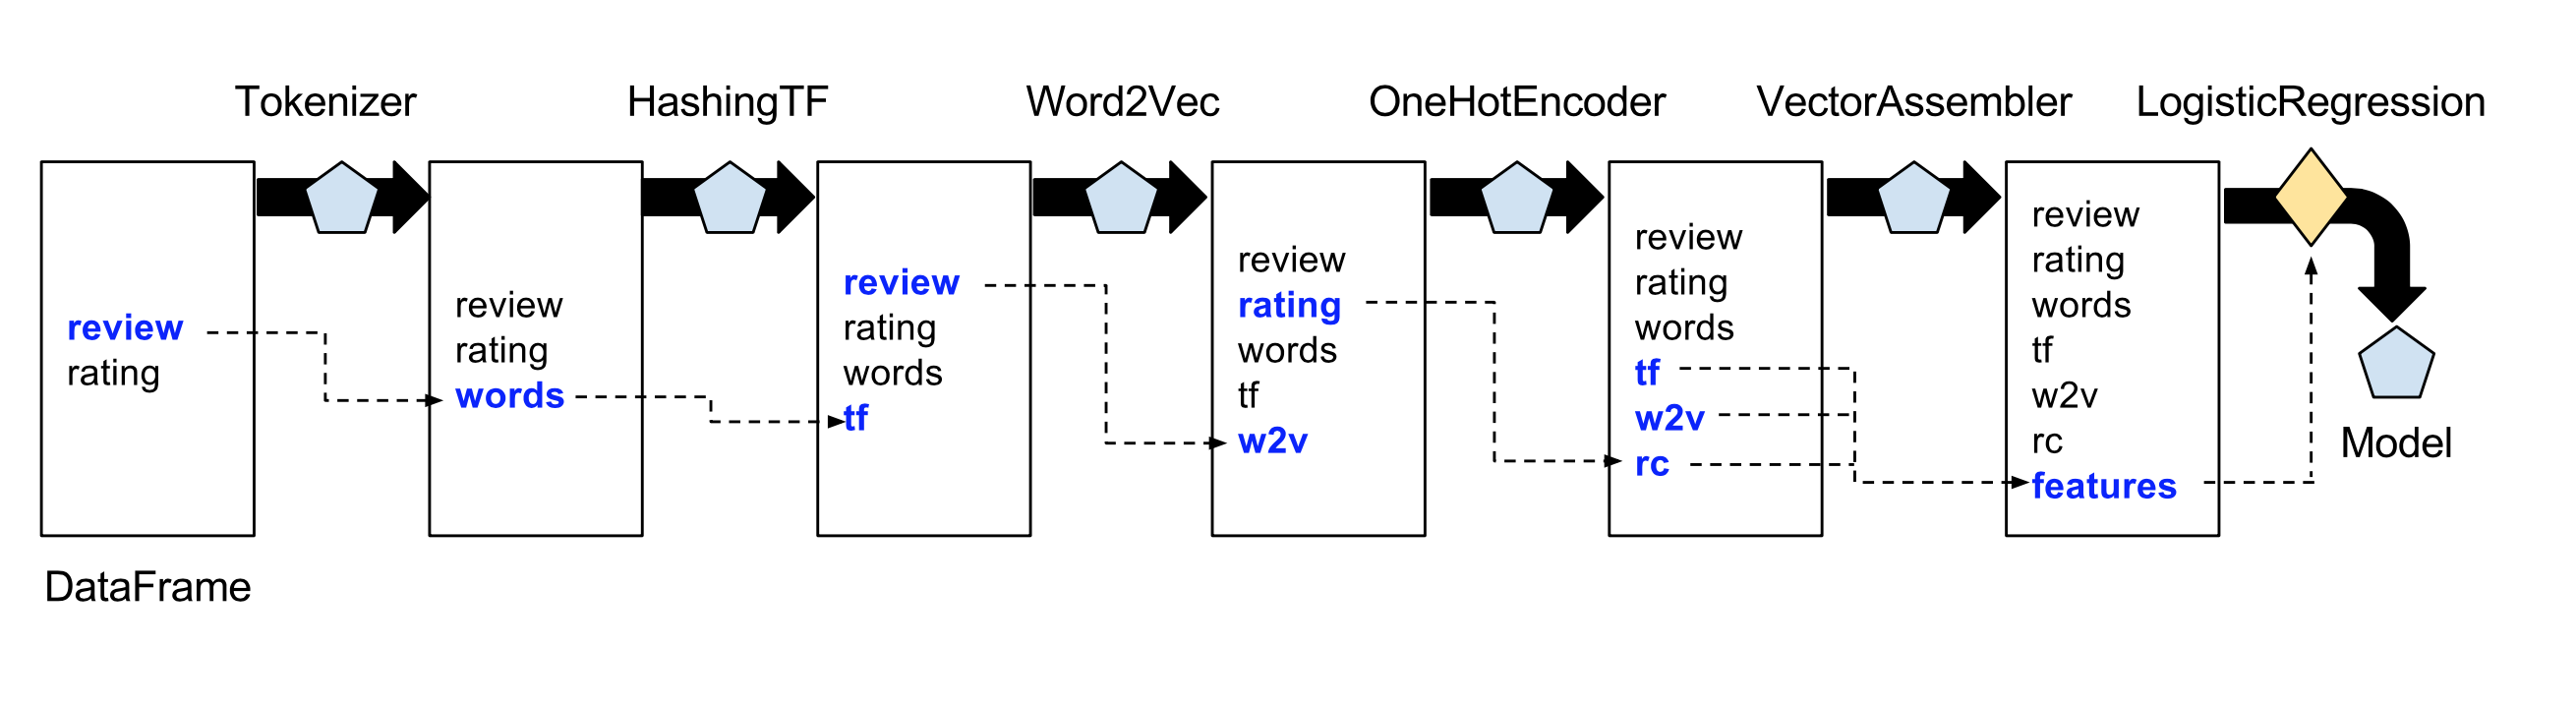 Tokenizer
HashingTF
Word2Vec
OneHotEncoder
VectorAssembler
LogisticRegression
review
rating
DataFrame
review
rating
words
review
rating
words
tf
review
rating
words
tf
w2v
review
rating
words
tf
w2v
rc
review
rating
words
tf
w2v
rc
features
Model